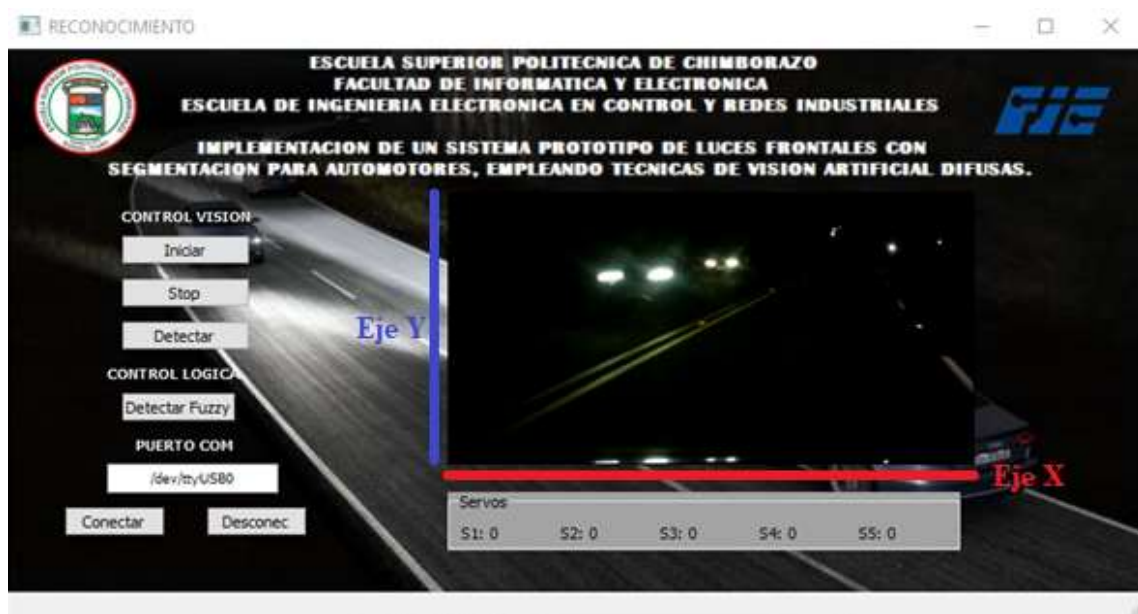 RECONOCIMIENTO
ESCUELA SUPERIOR POLITECNICA DE CHIMBORAZO
FACULTAD DE INFORMATICA Y ELECTRONICA
ESCUELA DE INGENIERIA ELECTRONICA EN CONTROL Y REDES INDUSTRIALES
IMPLEMENTACION DE UN SISTEMA PROTOTIPO DE LUCES FRONTALES CON
SEGMENTACION PARA AUTOMOTORES, EMPLEANDO TECNICAS DE VISION ARTIFICIAL DIFUSAS.
FIE
CONTROL VISION
Iniciar
Stop
Detectar
Eje Y
CONTROL LOGICA
Detectar Fuzzy
PUERTO COM
/dev/ttyUSB0
Conectar Desconec
Eje X
Servos
S1: 0 S2: 0 S3: 0 S4: 0 S5: 0